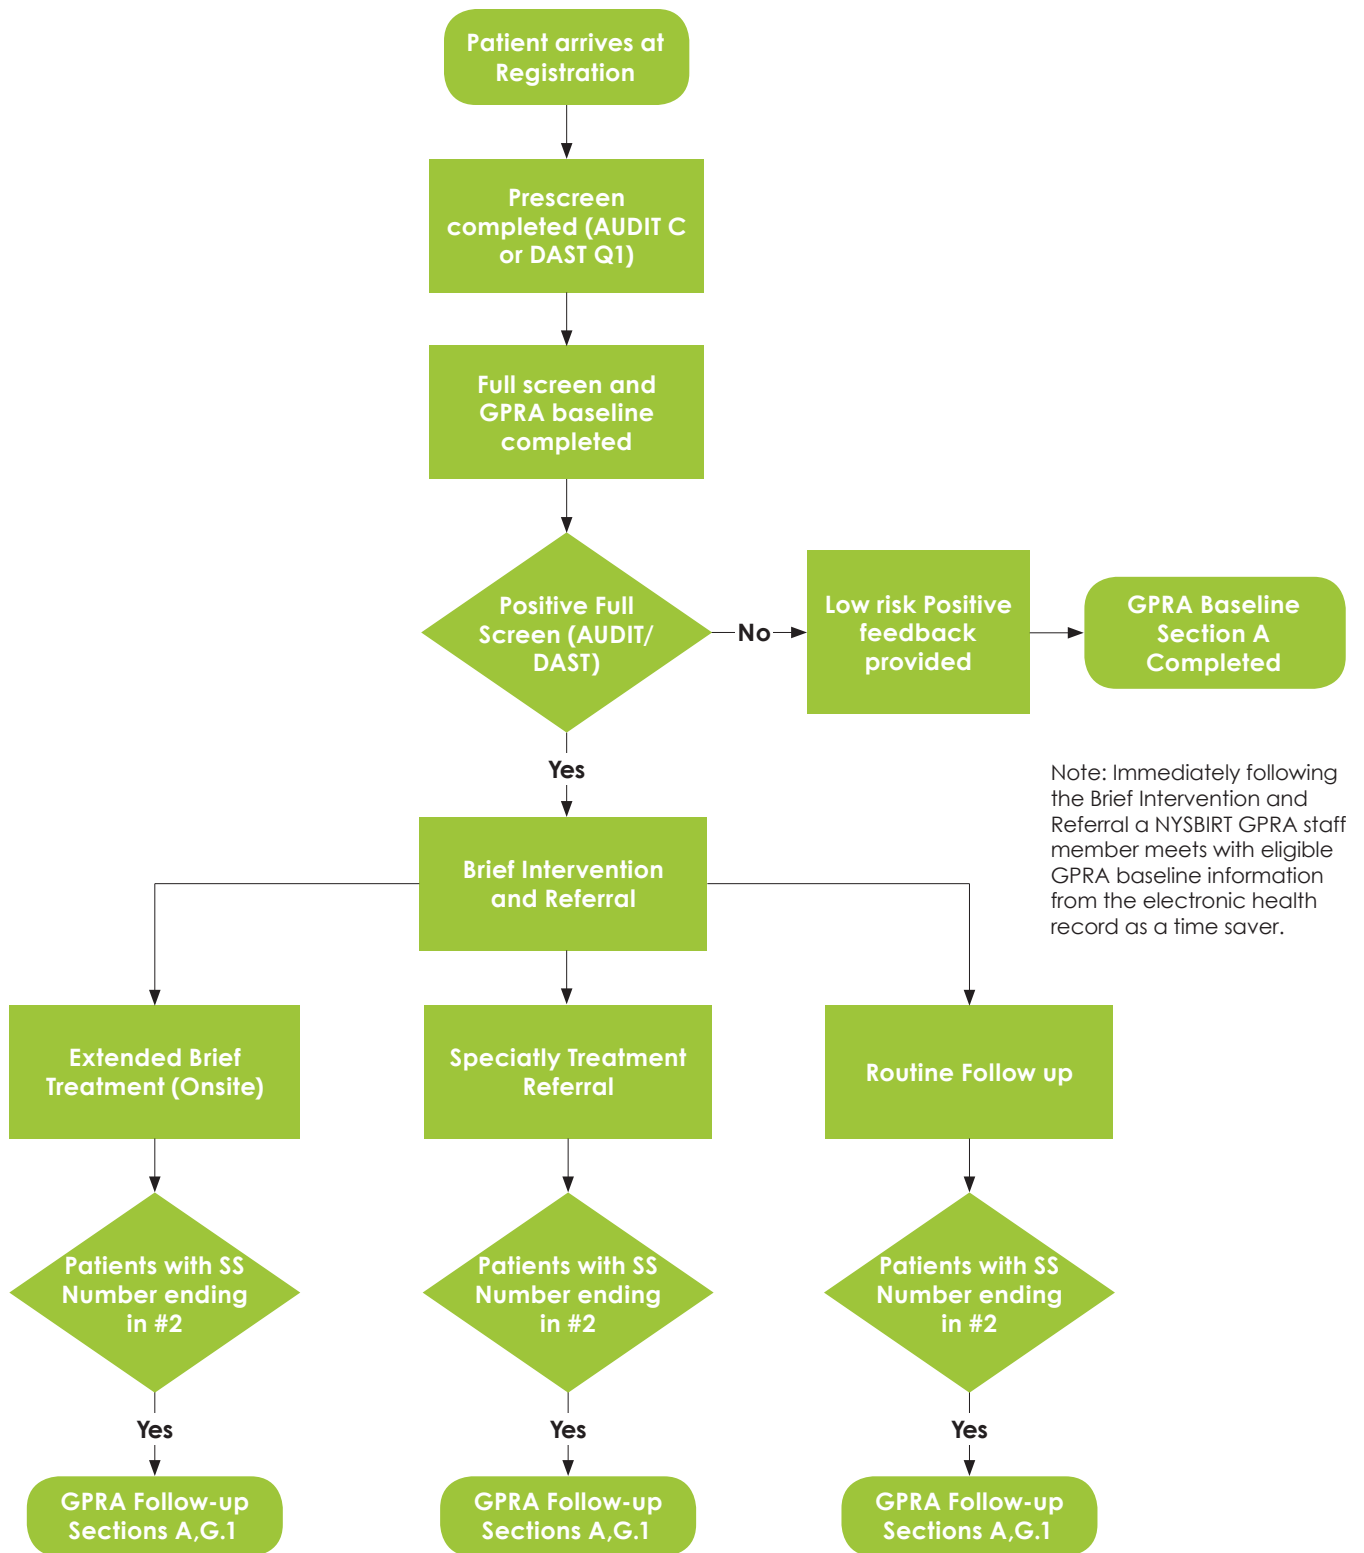 Patient arrives at
Registration
Prescreen
completed (AUDIT C
or DAST Q1)
Full screen and
GPRA baseline
completed
Positive Full
Screen (AUDIT/
DAST)
No
Low risk Positive
feedback
provided
GPRA Baseline
Section A
Completed
Yes
Note: Immediately following
the Brief Intervention and
Referral a NYSBIRT GPRA staff
member meets with eligible
GPRA baseline information
from the electronic health
record as a time saver.
Brief Intervention
and Referral
Extended Brief
Treatment (Onsite)
Speciatly Treatment
Referral
Routine Follow up
Patients with SS
Number ending
in #2
Patients with SS
Number ending
in #2
Patients with SS
Number ending
in #2
Yes
Yes
Yes
GPRA Follow-up
Sections A,G.1
GPRA Follow-up
Sections A,G.1
GPRA Follow-up
Sections A,G.1